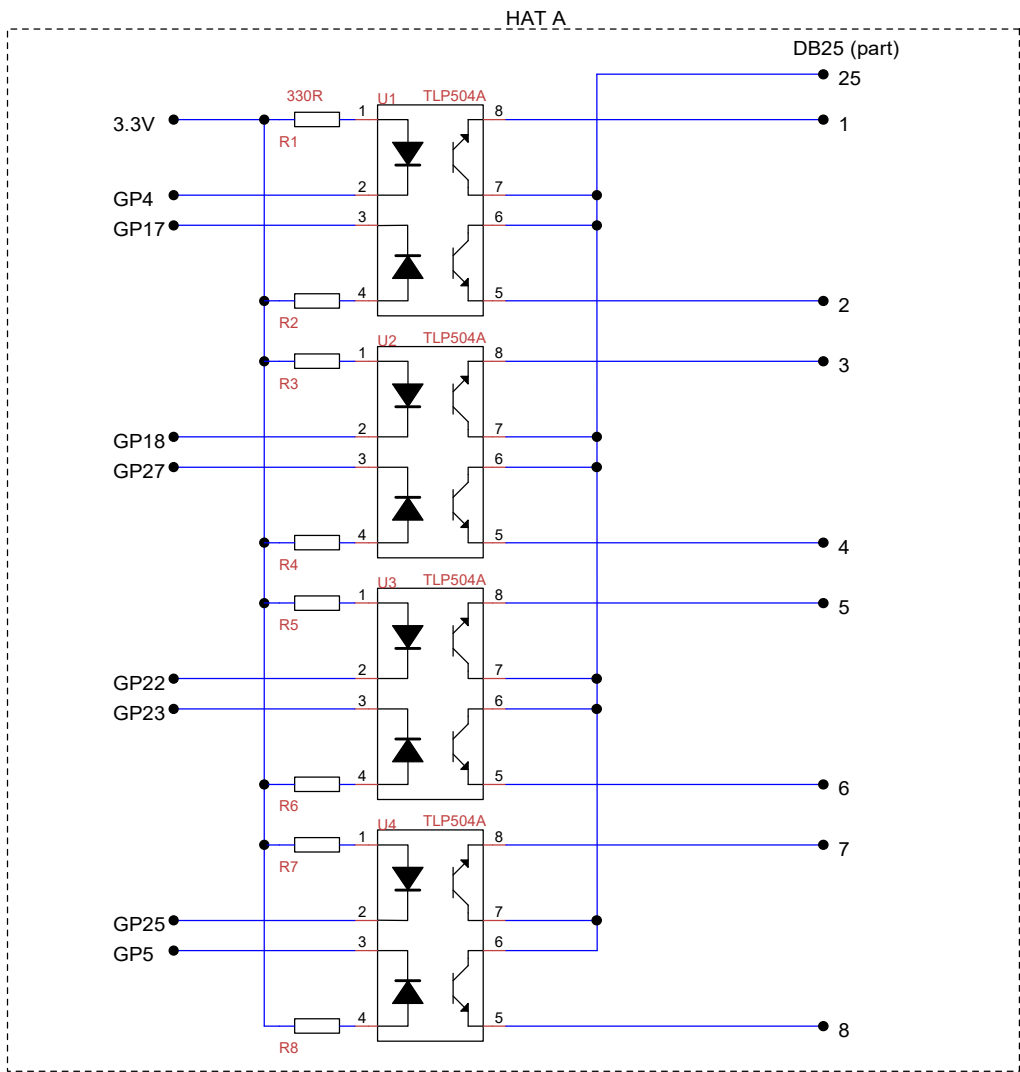 HAT A
DB25 (part)
25
330R U1 TLP504A
3.3V 1 8 1
R1
GP4 2 7
GP17 3 6
4 5 2
R2 U2 TLP504A
1 8 3
R3
GP18 2 7
GP27 3 6
4 5 4
R4 U3 TLP504A
1 8 5
R5
GP22 2 7
GP23 3 6
4 5 6
R6 U4 TLP504A
1 8 7
R7
GP25 2 7
GP5 3 6
4 5 8
R8